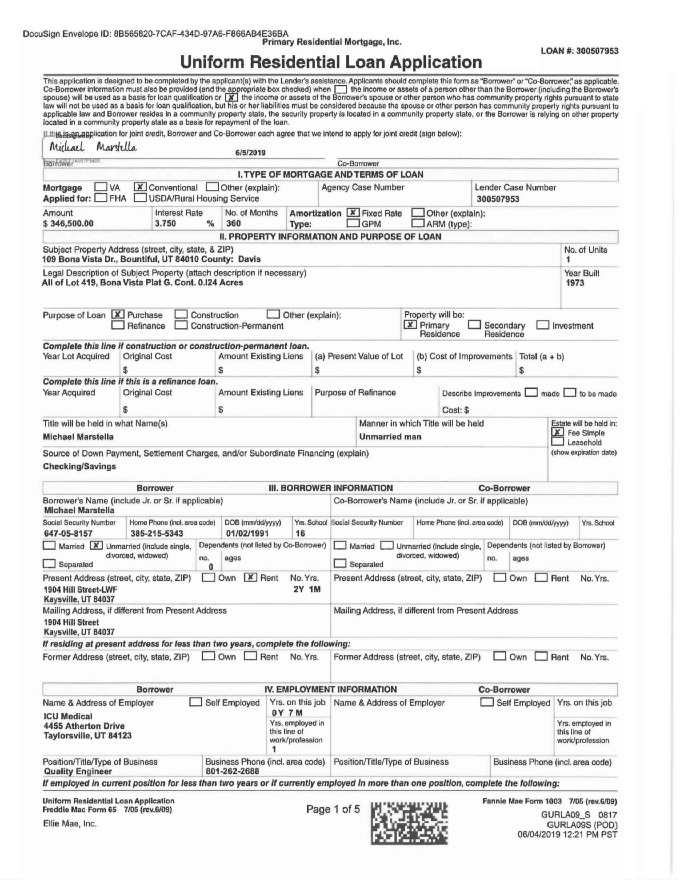 DocuSign Envelope ID: 8B565820-7CAF-434D-97A6-F866AB4E36BA
Primary Residential Mortgage, Inc.
LOAN #: 300507953
Uniform Residential Loan Application
This application is designed to be completed by the applicant(s) with the Lender's assistance. Applicants should complete this form as "Borrower" or "Co-Borrower," as applicable.
Co-Borrower information must also be provided (and the appropriate box checked) when ☐ the income or assets of a person other than the Borrower (including the Borrower's
spouse) will be used as a basis for loan qualification or ☒ the income or assets of the Borrower's spouse or other person who has community property rights pursuant to state
law will not be used as a basis for loan qualification, but his or her liabilities must be considered because the spouse or other person has community property rights pursuant to
applicable law and Borrower resides in a community property state, the security property is located in a community property state, or the Borrower is relying on other property
located in a community property state as a basis for repayment of the loan.
If this is an application for joint credit, Borrower and Co-Borrower each agree that we intend to apply for joint credit (sign below):
Michael Marstella
6/5/2019
Borrower Co-Borrower
I. TYPE OF MORTGAGE AND TERMS OF LOAN
Mortgage ☐ VA ☒ Conventional ☐ Other (explain): Agency Case Number Lender Case Number
Applied for: ☐ FHA ☐ USDA/Rural Housing Service 300507953
Amount Interest Rate No. of Months Amortization ☒ Fixed Rate ☐ Other (explain):
$ 346,500.00 3.750 % 360 Type: ☐ GPM ☐ ARM (type):
II. PROPERTY INFORMATION AND PURPOSE OF LOAN
Subject Property Address (street, city, state, & ZIP) No. of Units
109 Bona Vista Dr., Bountiful, UT 84010 County: Davis 1
Legal Description of Subject Property (attach description if necessary) Year Built
All of Lot 419, Bona Vista Plat G. Cont. 0.I24 Acres 1973
Purpose of Loan ☒ Purchase ☐ Construction ☐ Other (explain): Property will be:
☐ Refinance ☐ Construction-Permanent ☒ Primary Residence ☐ Secondary Residence ☐ Investment
Complete this line if construction or construction-permanent loan.
Year Lot Acquired Original Cost Amount Existing Liens (a) Present Value of Lot (b) Cost of Improvements Total (a + b)
$ $ $ $ $
Complete this line if this is a refinance loan.
Year Acquired Original Cost Amount Existing Liens Purpose of Refinance Describe Improvements ☐ made ☐ to be made
$ $ Cost: $
Title will be held in what Name(s) Manner in which Title will be held Estate will be held in:
Michael Marstella Unmarried man ☒ Fee Simple
☐ Leasehold
Source of Down Payment, Settlement Charges, and/or Subordinate Financing (explain) (show expiration date)
Checking/Savings
Borrower III. BORROWER INFORMATION Co-Borrower
Borrower's Name (include Jr. or Sr. if applicable) Co-Borrower's Name (include Jr. or Sr. if applicable)
Michael Marstella
Social Security Number Home Phone (incl. area code) DOB (mm/dd/yyyy) Yrs. School Social Security Number Home Phone (incl. area code) DOB (mm/dd/yyyy) Yrs. School
647-05-8157 385-215-5343 01/02/1991 16
☐ Married ☒ Unmarried (include single, divorced, widowed) Dependents (not listed by Co-Borrower) ☐ Married ☐ Unmarried (include single, divorced, widowed) Dependents (not listed by Borrower)
☐ Separated no. 0 ages ☐ Separated no. ages
Present Address (street, city, state, ZIP) ☐ Own ☒ Rent No. Yrs. Present Address (street, city, state, ZIP) ☐ Own ☐ Rent No. Yrs.
1904 Hill Street-LWF 2Y 1M
Kaysville, UT 84037
Mailing Address, if different from Present Address Mailing Address, if different from Present Address
1904 Hill Street
Kaysville, UT 84037
If residing at present address for less than two years, complete the following:
Former Address (street, city, state, ZIP) ☐ Own ☐ Rent No. Yrs. Former Address (street, city, state, ZIP) ☐ Own ☐ Rent No. Yrs.
Borrower IV. EMPLOYMENT INFORMATION Co-Borrower
Name & Address of Employer ☐ Self Employed Yrs. on this job Name & Address of Employer ☐ Self Employed Yrs. on this job
ICU Medical 0 Y 7 M
4455 Atherton Drive Yrs. employed in this line of work/profession Yrs. employed in this line of work/profession
Taylorsville, UT 84123
1
Position/Title/Type of Business Business Phone (incl. area code) Position/Title/Type of Business Business Phone (incl. area code)
Quality Engineer 801-262-2688
If employed in current position for less than two years or if currently employed in more than one position, complete the following:
Uniform Residential Loan Application Fannie Mae Form 1003 7/05 (rev.6/09)
Freddie Mac Form 65 7/05 (rev.6/09) Page 1 of 5 GURLA09_S 0817
Ellie Mae, Inc. GURLA09S (POD)
06/04/2019 12:21 PM PST